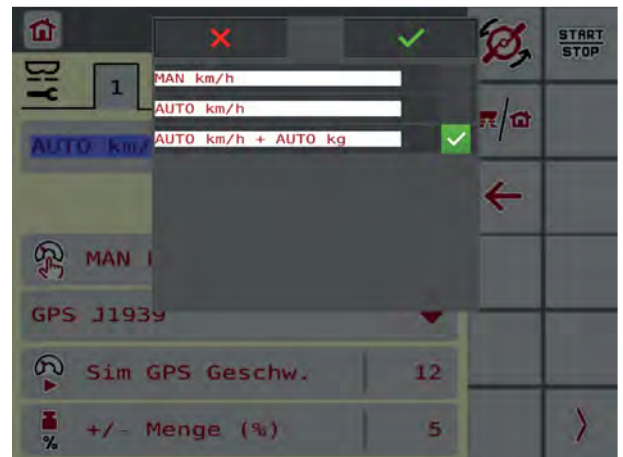 START
STOP
MAN km/h
1
AUTO km/h
AUTO km/h + AUTO kg
AUTO km/
MAN
GPS J1939
Sim GPS Geschw. 12
% +/- Menge (%) 5